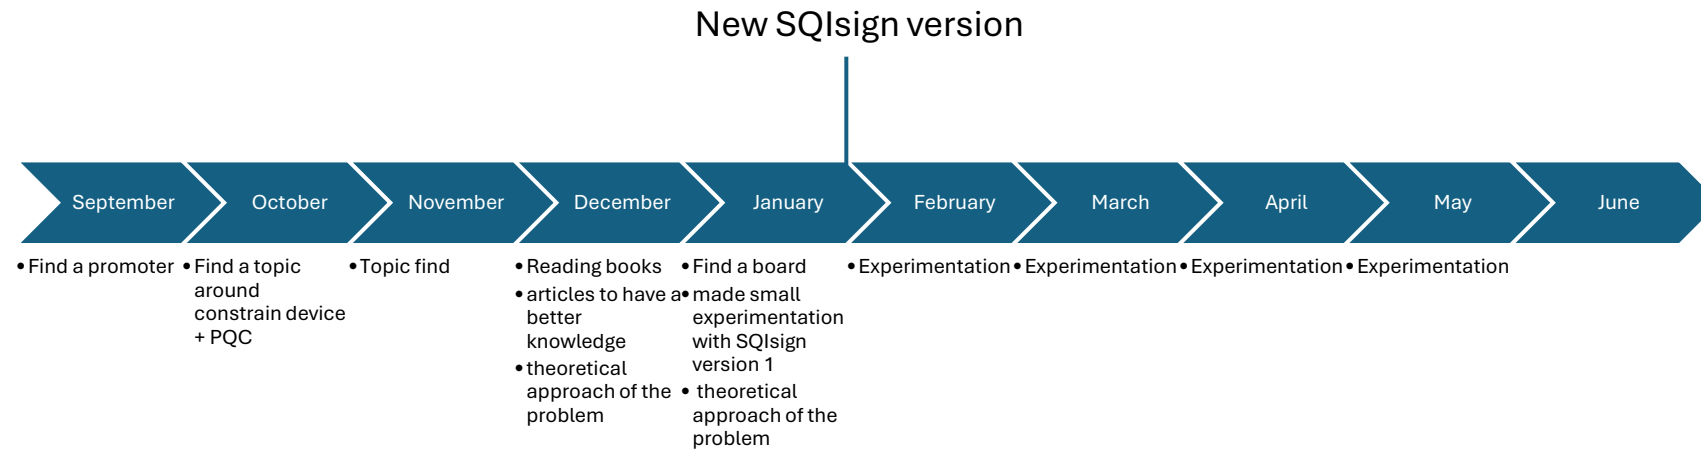 New SQIsign version
September
October
November
December
January
February
March
April
May
June
•Find a promoter
•Find a topic
around
constrain device
+ PQC
•Topic find
•Reading books
•articles to have a
better
knowledge
•theoretical
approach of the
problem
•Find a board
•made small
experimentation
with SQIsign
version 1
• theoretical
approach of the
problem
•Experimentation
•Experimentation
•Experimentation
•Experimentation